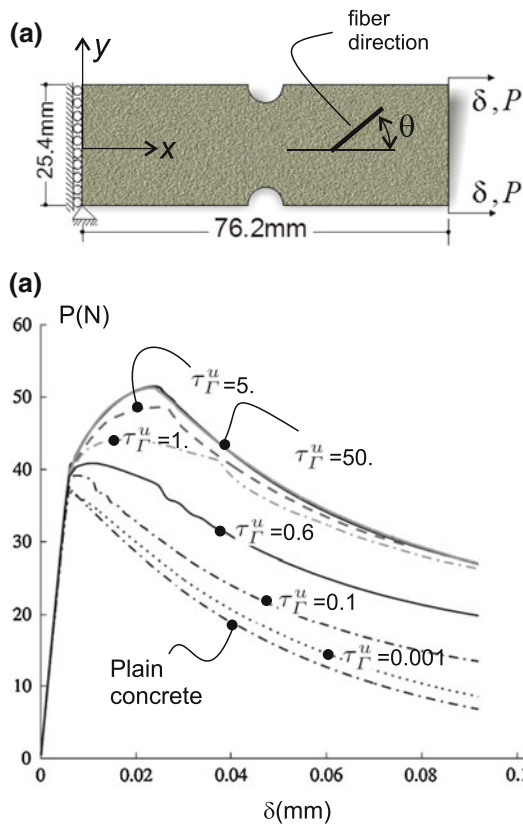 (a)
y
fiber
direction
θ
x
δ, P
δ, P
25.4mm
76.2mm
(a)
P(N)
60
50
40
30
20
10
0
τ_Γ^u=5.
τ_Γ^u=1.
τ_Γ^u=50.
τ_Γ^u=0.6
τ_Γ^u=0.1
τ_Γ^u=0.001
Plain
concrete
0
0.02
0.04
0.06
0.08
0.1
δ(mm)